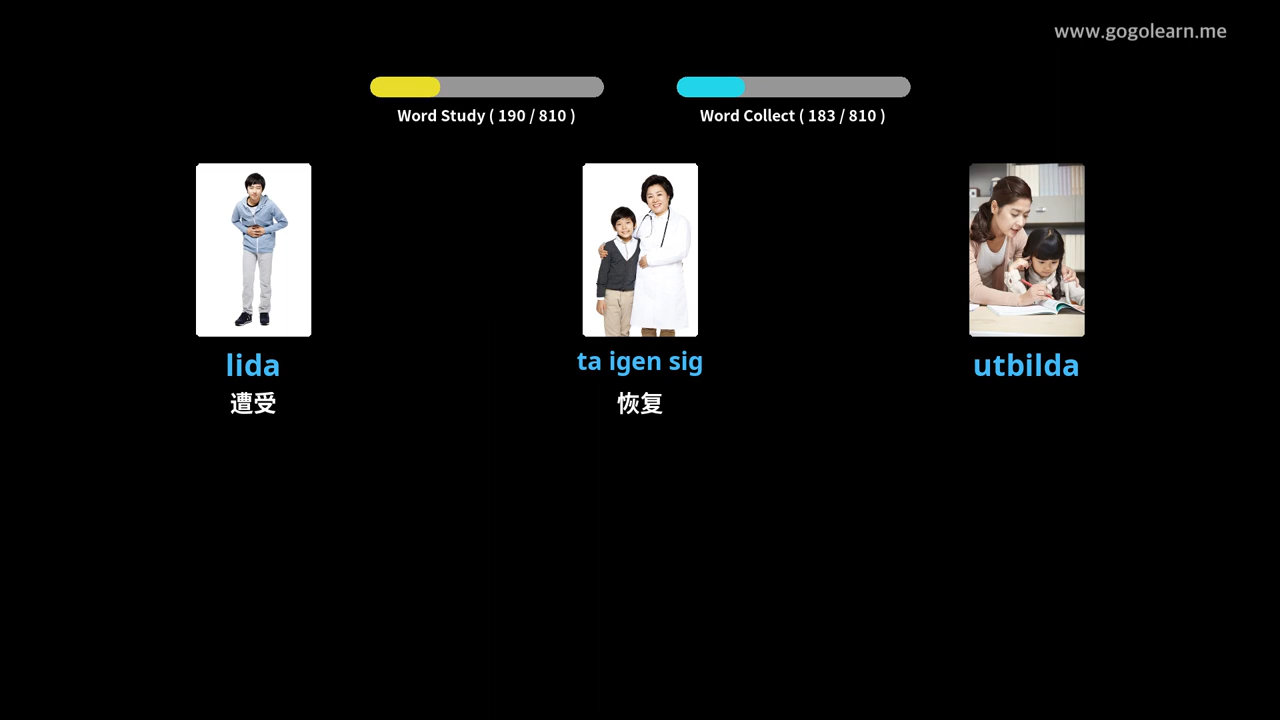 www.gogolearn.me
Word Study ( 190 / 810 )
Word Collect ( 183 / 810 )
lida
ta igen sig
utbilda
遭受
恢复